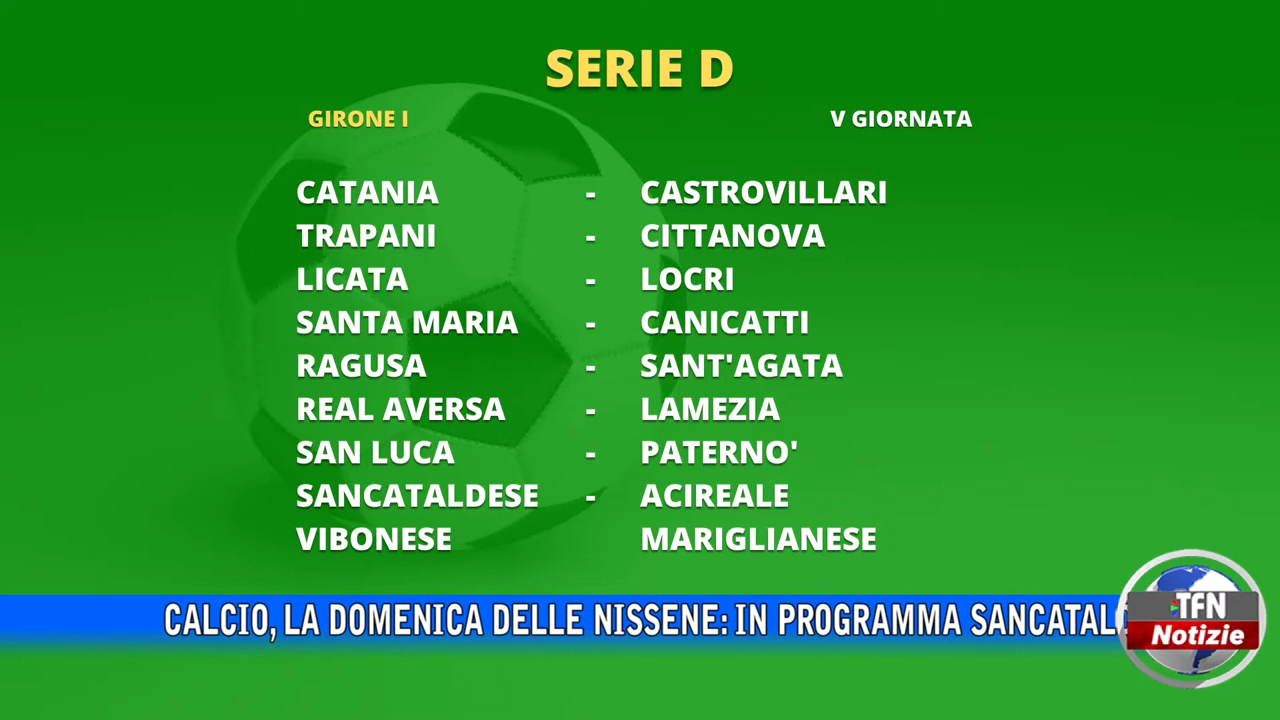 SERIE D
GIRONE I V GIORNATA
CATANIA - CASTROVILLARI
TRAPANI - CITTANOVA
LICATA - LOCRI
SANTA MARIA - CANICATTI
RAGUSA - SANT'AGATA
REAL AVERSA - LAMEZIA
SAN LUCA - PATERNO'
SANCATALDESE - ACIREALE
VIBONESE MARIGLIANESE
CALCIO, LA DOMENICA DELLE NISSENE: IN PROGRAMMA SANCATAL
TFN
Notizie